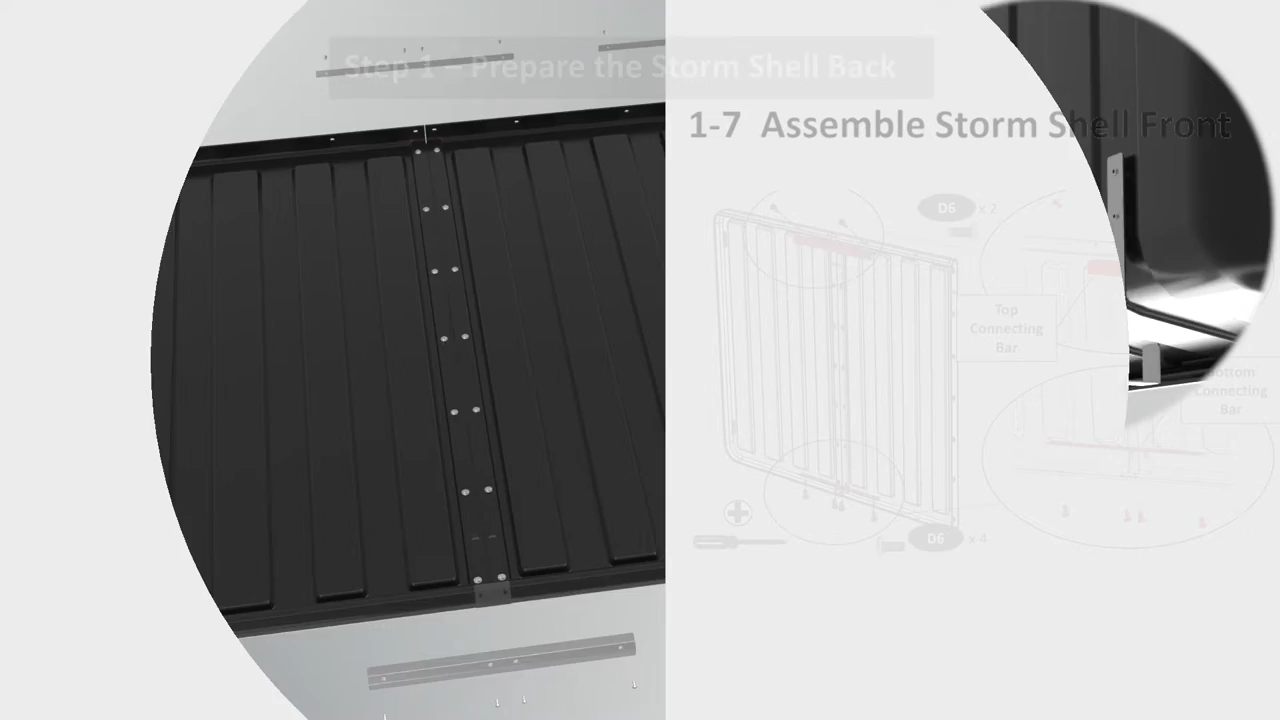 Step 1 – Prepare the Storm Shell Back
1-7 Assemble Storm Shell Front
D6 x 2
Top
Connecting
Bar
Bottom
Connecting
Bar
D6 x 4